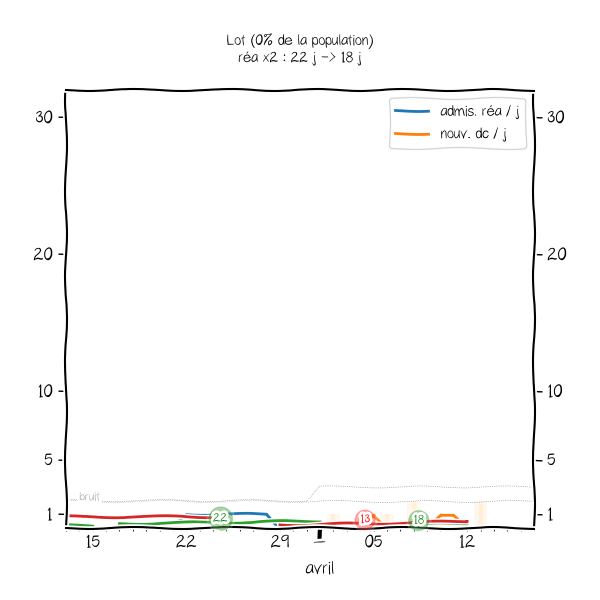 Lot (0% de la population)
réa x2 : 22 j -> 18 j
admis. réa / j
nouv. dc / j
30 30
20 20
10 10
5 5
bruit
1 22 13 18 1
15 22 29 1 05 12
avril